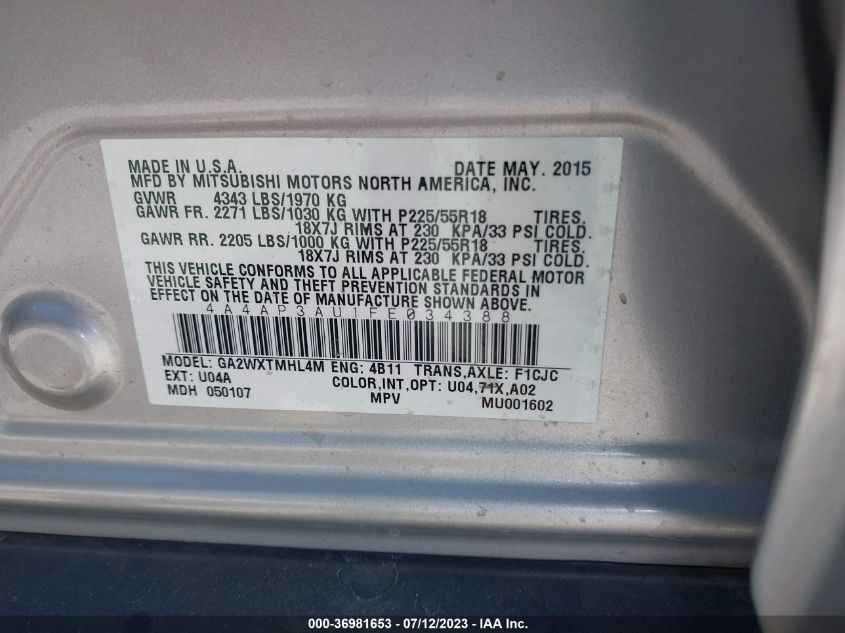 MADE IN U.S.A. DATE MAY. 2015
MFD BY MITSUBISHI MOTORS NORTH AMERICA, INC.
GVWR 4343 LBS/1970 KG
GAWR FR. 2271 LBS/1030 KG WITH P225/55R18 TIRES.
18X7J RIMS AT 230 KPA/33 PSI COLD.
GAWR RR. 2205 LBS/1000 KG WITH P225/55R18 TIRES.
18X7J RIMS AT 230 KPA/33 PSI COLD.
THIS VEHICLE CONFORMS TO ALL APPLICABLE FEDERAL MOTOR
VEHICLE SAFETY AND THEFT PREVENTION STANDARDS IN
EFFECT ON THE DATE OF MANUFACTURE SHOWN ABOVE.
4A4AP3AU1FE034388
MODEL: GA2WXTMHL4M ENG: 4B11 TRANS,AXLE: F1CJC
EXT: U04A COLOR,INT,OPT: U04,71X,A02
MDH 050107 MPV MU001602
000-36981653 / 07/12/2023 / IAA Inc.